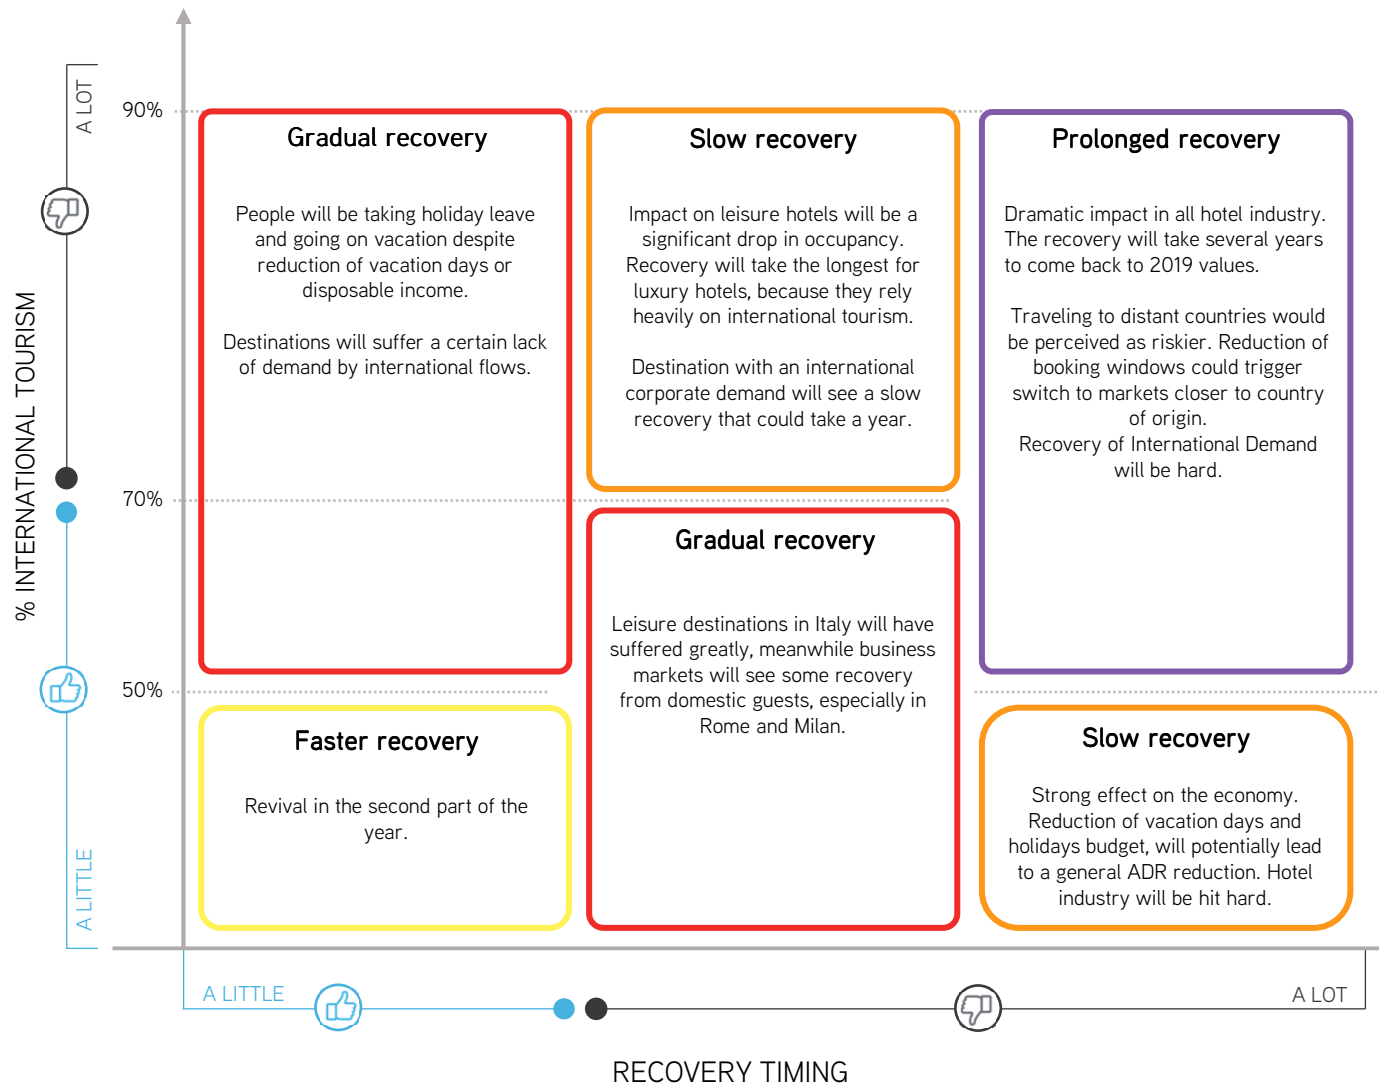 % INTERNATIONAL TOURISM
A LOT
A LITTLE
90%
70%
50%
Gradual recovery
People will be taking holiday leave
and going on vacation despite
reduction of vacation days or
disposable income.
Destinations will suffer a certain lack
of demand by international flows.
Slow recovery
Impact on leisure hotels will be a
significant drop in occupancy.
Recovery will take the longest for
luxury hotels, because they rely
heavily on international tourism.
Destination with an international
corporate demand will see a slow
recovery that could take a year.
Prolonged recovery
Dramatic impact in all hotel industry.
The recovery will take several years
to come back to 2019 values.
Traveling to distant countries would
be perceived as riskier. Reduction of
booking windows could trigger
switch to markets closer to country
of origin.
Recovery of International Demand
will be hard.
Gradual recovery
Leisure destinations in Italy will have
suffered greatly, meanwhile business
markets will see some recovery
from domestic guests, especially in
Rome and Milan.
Faster recovery
Revival in the second part of the
year.
Slow recovery
Strong effect on the economy.
Reduction of vacation days and
holidays budget, will potentially lead
to a general ADR reduction. Hotel
industry will be hit hard.
A LITTLE
A LOT
RECOVERY TIMING